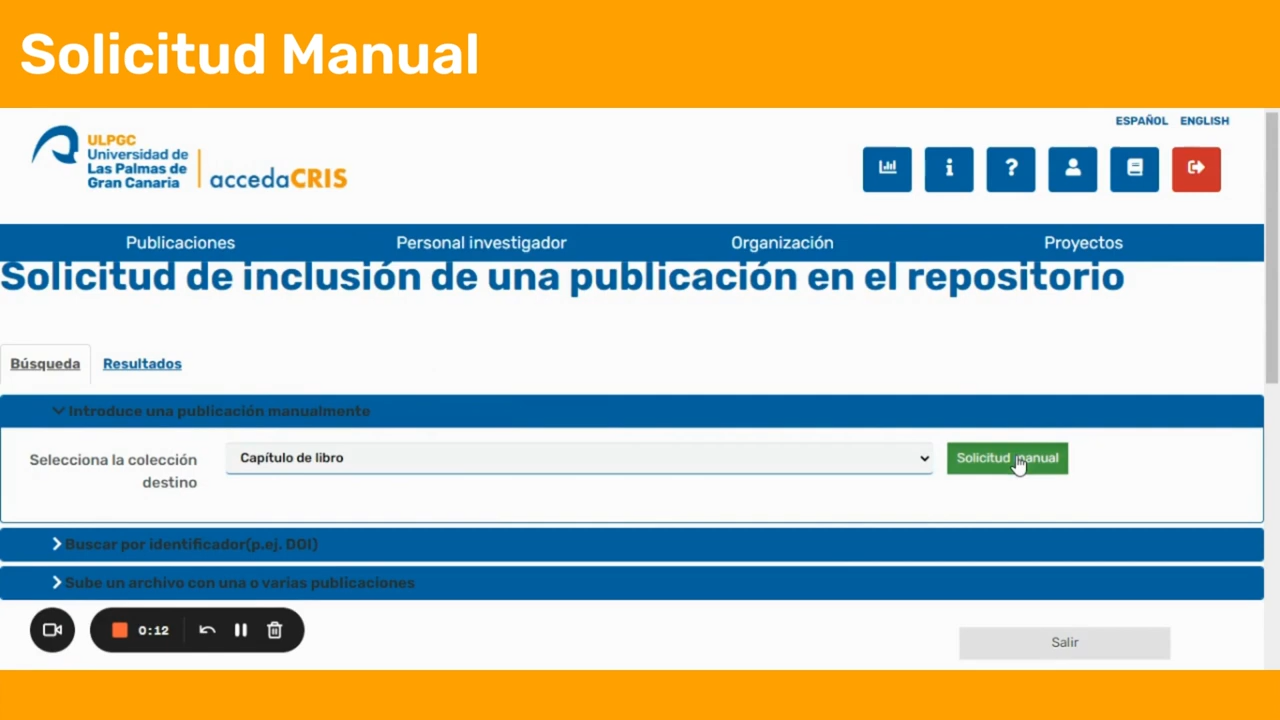 Solicitud Manual
ESPAÑOL ENGLISH
ULPGC
Universidad de
Las Palmas de
Gran Canaria
accedaCRIS
Publicaciones Personal investigador Organización Proyectos
Solicitud de inclusión de una publicación en el repositorio
Búsqueda Resultados
Introduce una publicación manualmente
Selecciona la colección
destino
Capítulo de libro
Solicitud manual
Buscar por identificador(p.ej. DOI)
Sube un archivo con una o varias publicaciones
0:12
Salir